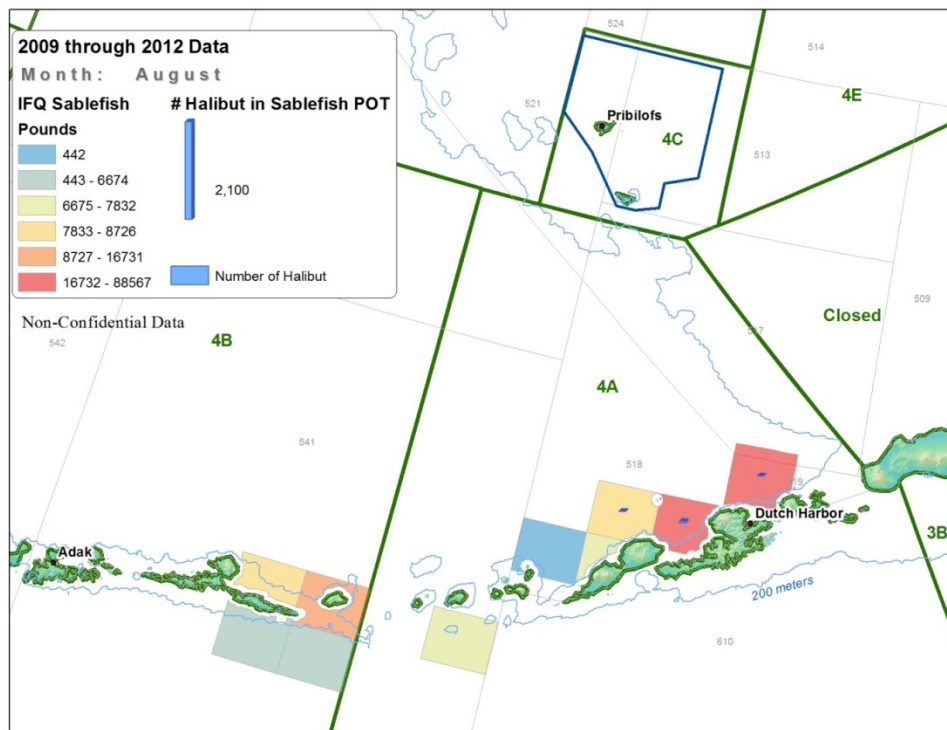 2009 through 2012 Data
Month: August
IFQ Sablefish
Pounds
442
443 - 6674
6675 - 7832
7833 - 8726
8727 - 16731
16732 - 88567
# Halibut in Sablefish POT
2,100
Number of Halibut
Non-Confidential Data
524
514
4E
521
Pribilofs
4C
513
509
Closed
517
542
4B
4A
541
518
19
Dutch Harbor
3B
Adak
200 meters
610